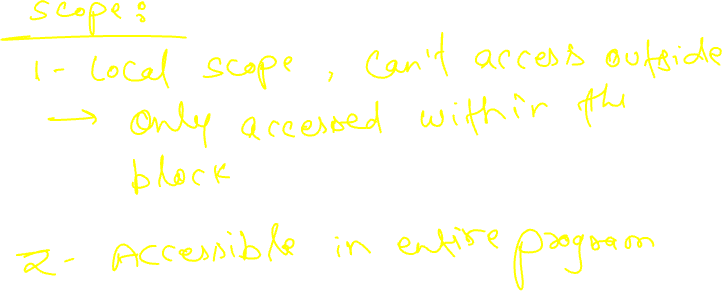 scope:
1- Local scope, can't access outside
→ only accessed within the
block
2- Accessible in entire program